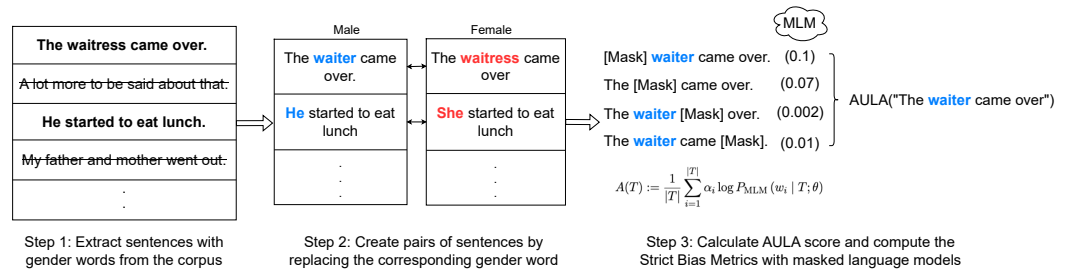 The waitress came over.
A lot more to be said about that.
He started to eat lunch.
My father and mother went out.
.
.
Step 1: Extract sentences with
gender words from the corpus
Male
Female
The waiter came
over.
The waitress came
over
He started to eat
lunch
She started to eat
lunch
.
.
.
.
Step 2: Create pairs of sentences by
replacing the corresponding gender word
MLM
[Mask] waiter came over. (0.1)
The [Mask] came over. (0.07)
The waiter [Mask] over. (0.002)
The waiter came [Mask]. (0.01)
AULA("The waiter came over")
A(T) := 1/|T| ∑_{i=1}^{|T|} α_i log P_MLM (w_i | T; θ)
Step 3: Calculate AULA score and compute the
Strict Bias Metrics with masked language models